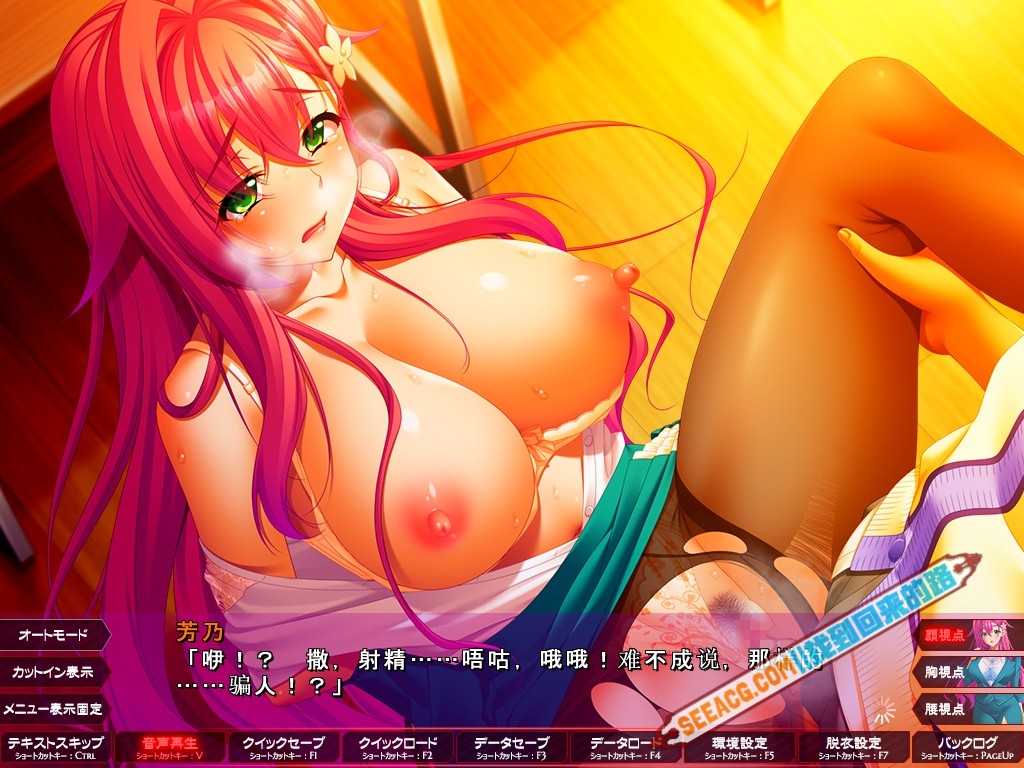 オートモード
カットイン表示
メニュー表示固定
芳乃
「咿！？　撒，射精……唔咕，哦哦！难不成说，那
……骗人！？」
SEEACG.COM
找到回来的路
顔視点
胸視点
腰視点
テキストスキップ
ショートカットキー：CTRL
音声再生
ショートカットキー：V
クイックセーブ
ショートカットキー：F1
クイックロード
ショートカットキー：F2
データセーブ
ショートカットキー：F3
データロード
ショートカットキー：F4
環境設定
ショートカットキー：F5
脱衣設定
ショートカットキー：F7
バックログ
ショートカットキー：PAGEUP